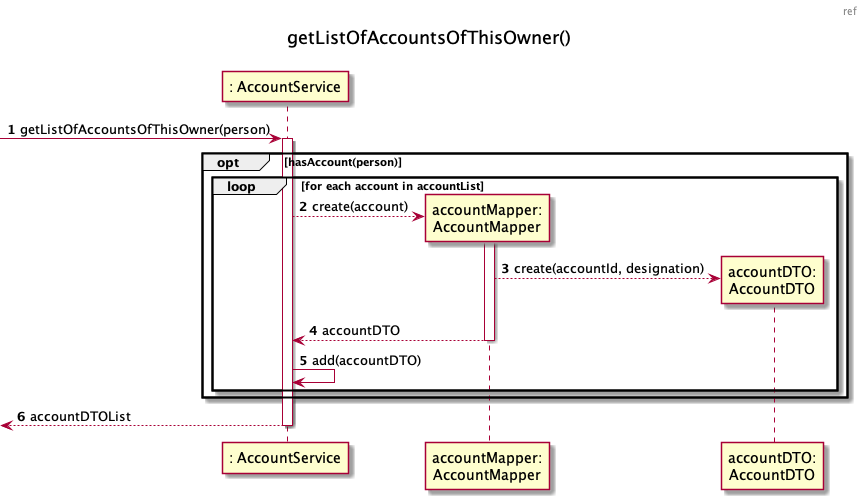 ref
getListOfAccountsOfThisOwner()
: AccountService
1 getListOfAccountsOfThisOwner(person)
opt [hasAccount(person)]
loop [for each account in accountList]
2 create(account)
accountMapper:
AccountMapper
3 create(accountId, designation)
accountDTO:
AccountDTO
4 accountDTO
5 add(accountDTO)
6 accountDTOList
: AccountService
accountMapper:
AccountMapper
accountDTO:
AccountDTO